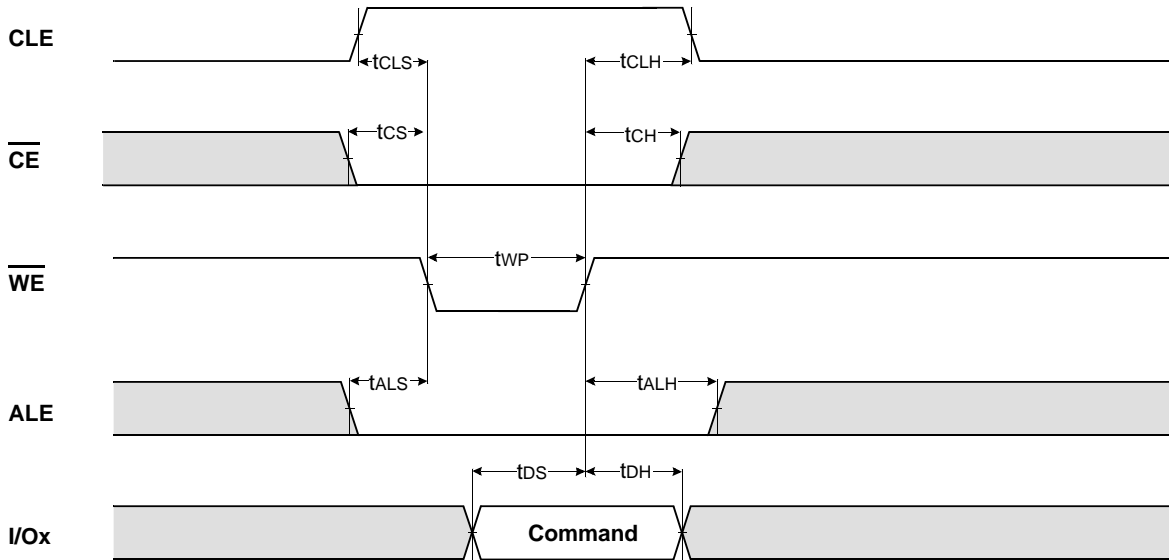 CLE
tCLS
tCLH
CE
tCS
tCH
WE
tWP
ALE
tALS
tALH
I/Ox
tDS
tDH
Command